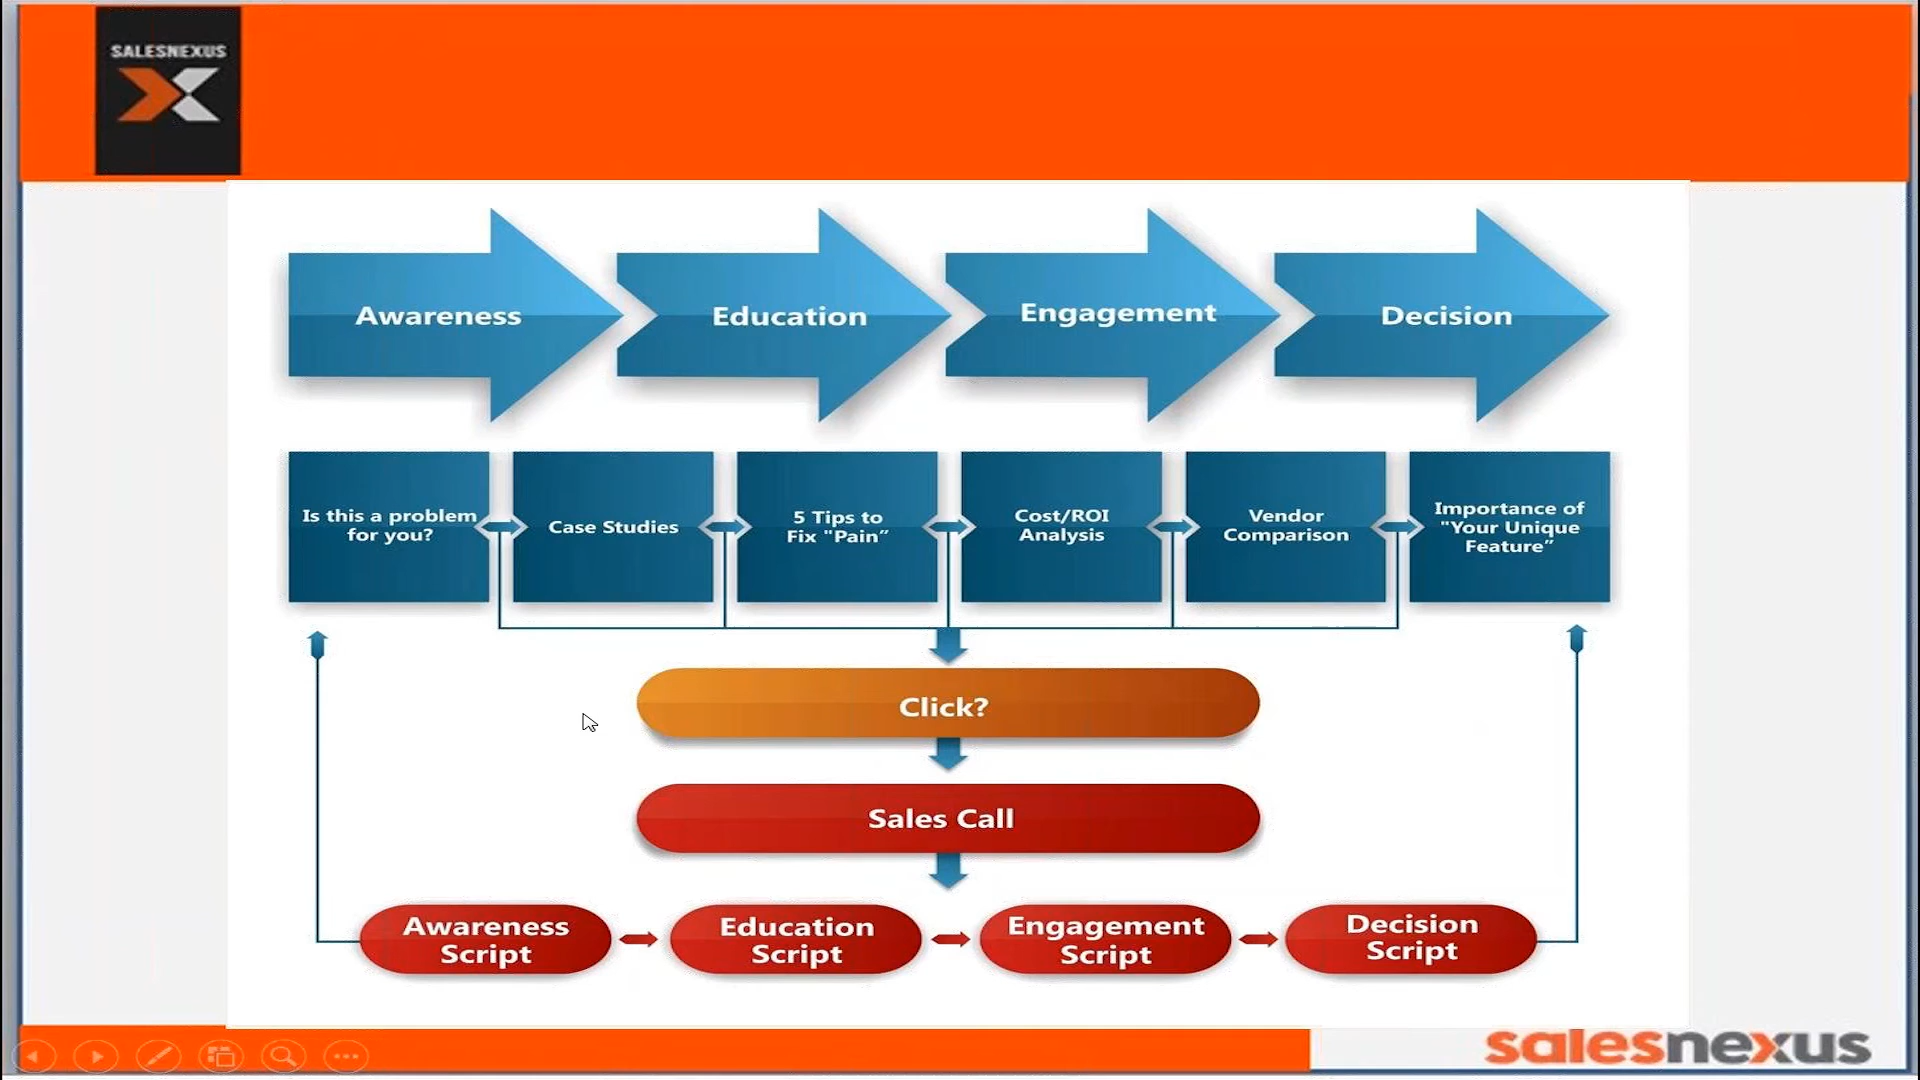 SALESNEXUS
Awareness
Education
Engagement
Decision
Is this a problem
for you?
Case Studies
5 Tips to
Fix "Pain”
Cost/ROI
Analysis
Vendor
Comparison
Importance of
"Your Unique
Feature”
Click?
Sales Call
Awareness
Script
Education
Script
Engagement
Script
Decision
Script
salesnexus